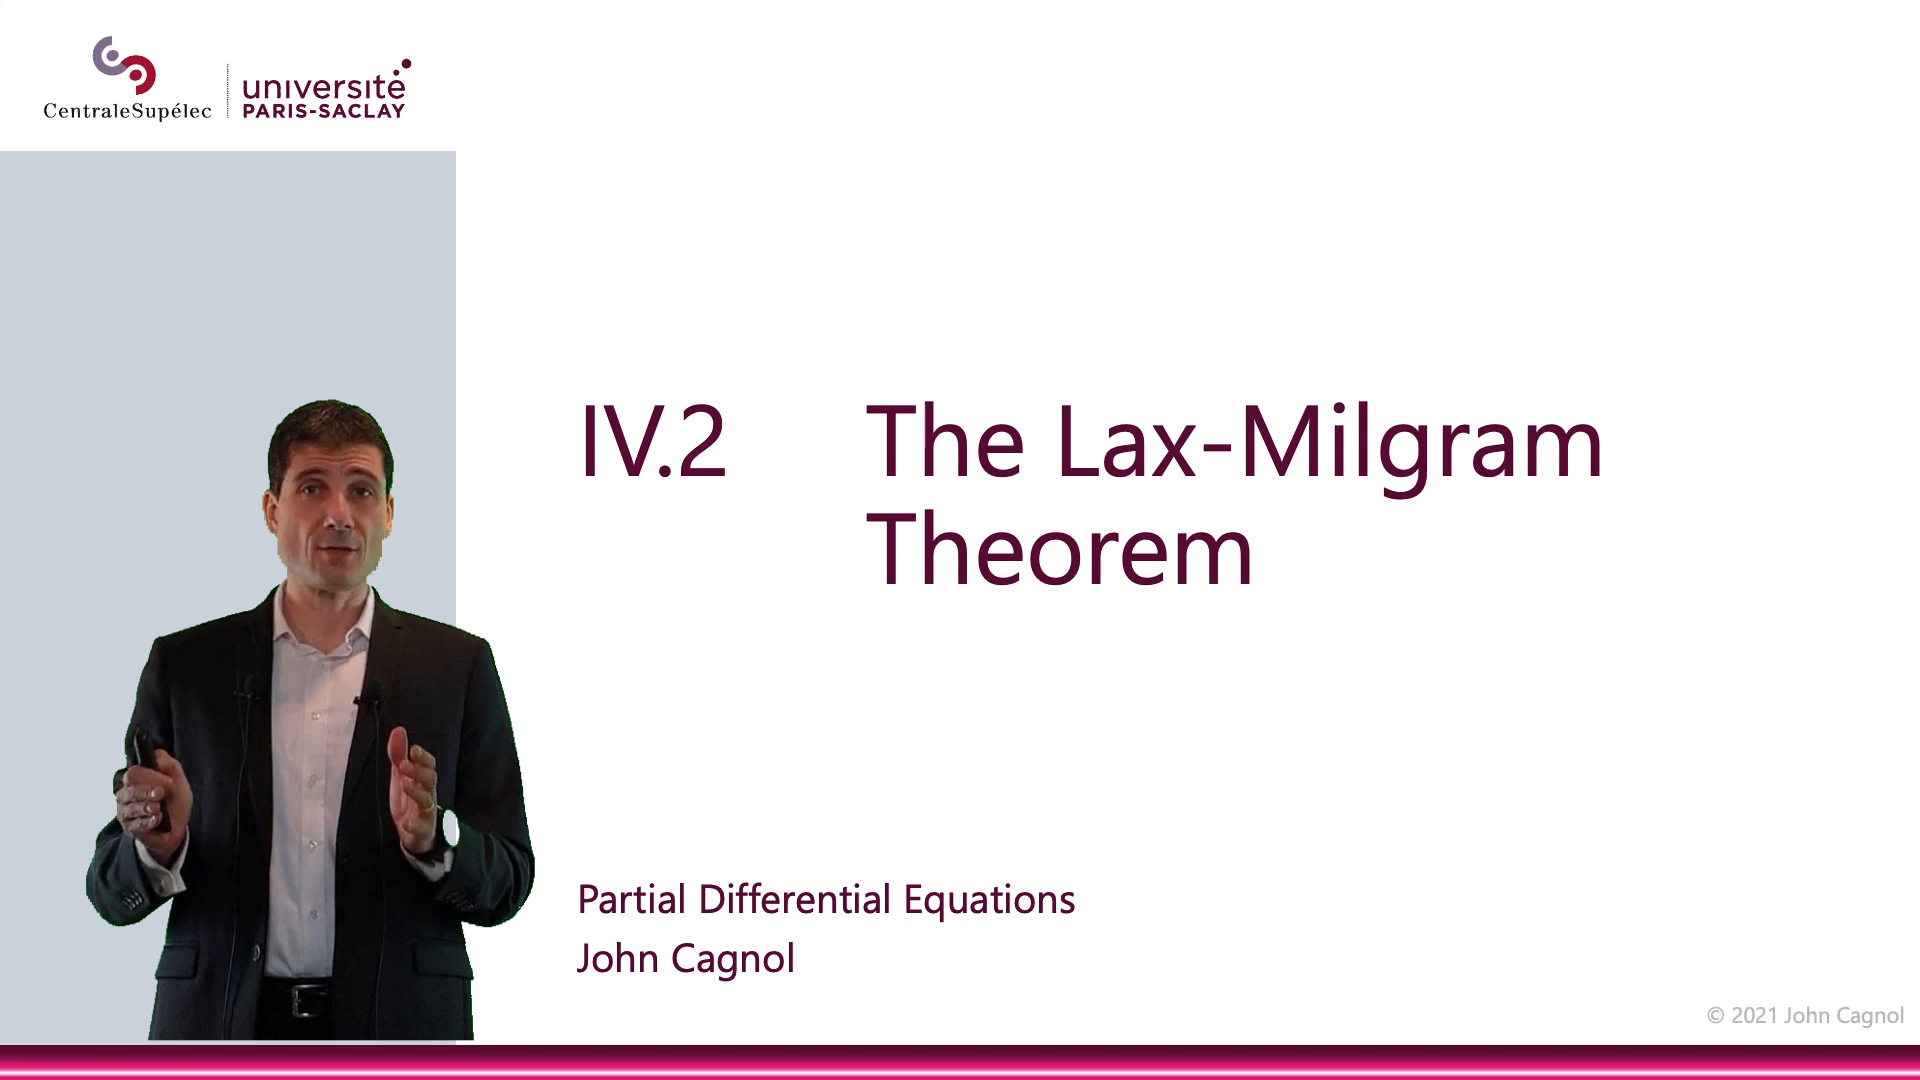 CentraleSupélec
université
PARIS-SACLAY
IV.2 The Lax-Milgram
Theorem
Partial Differential Equations
John Cagnol
© 2021 John Cagnol